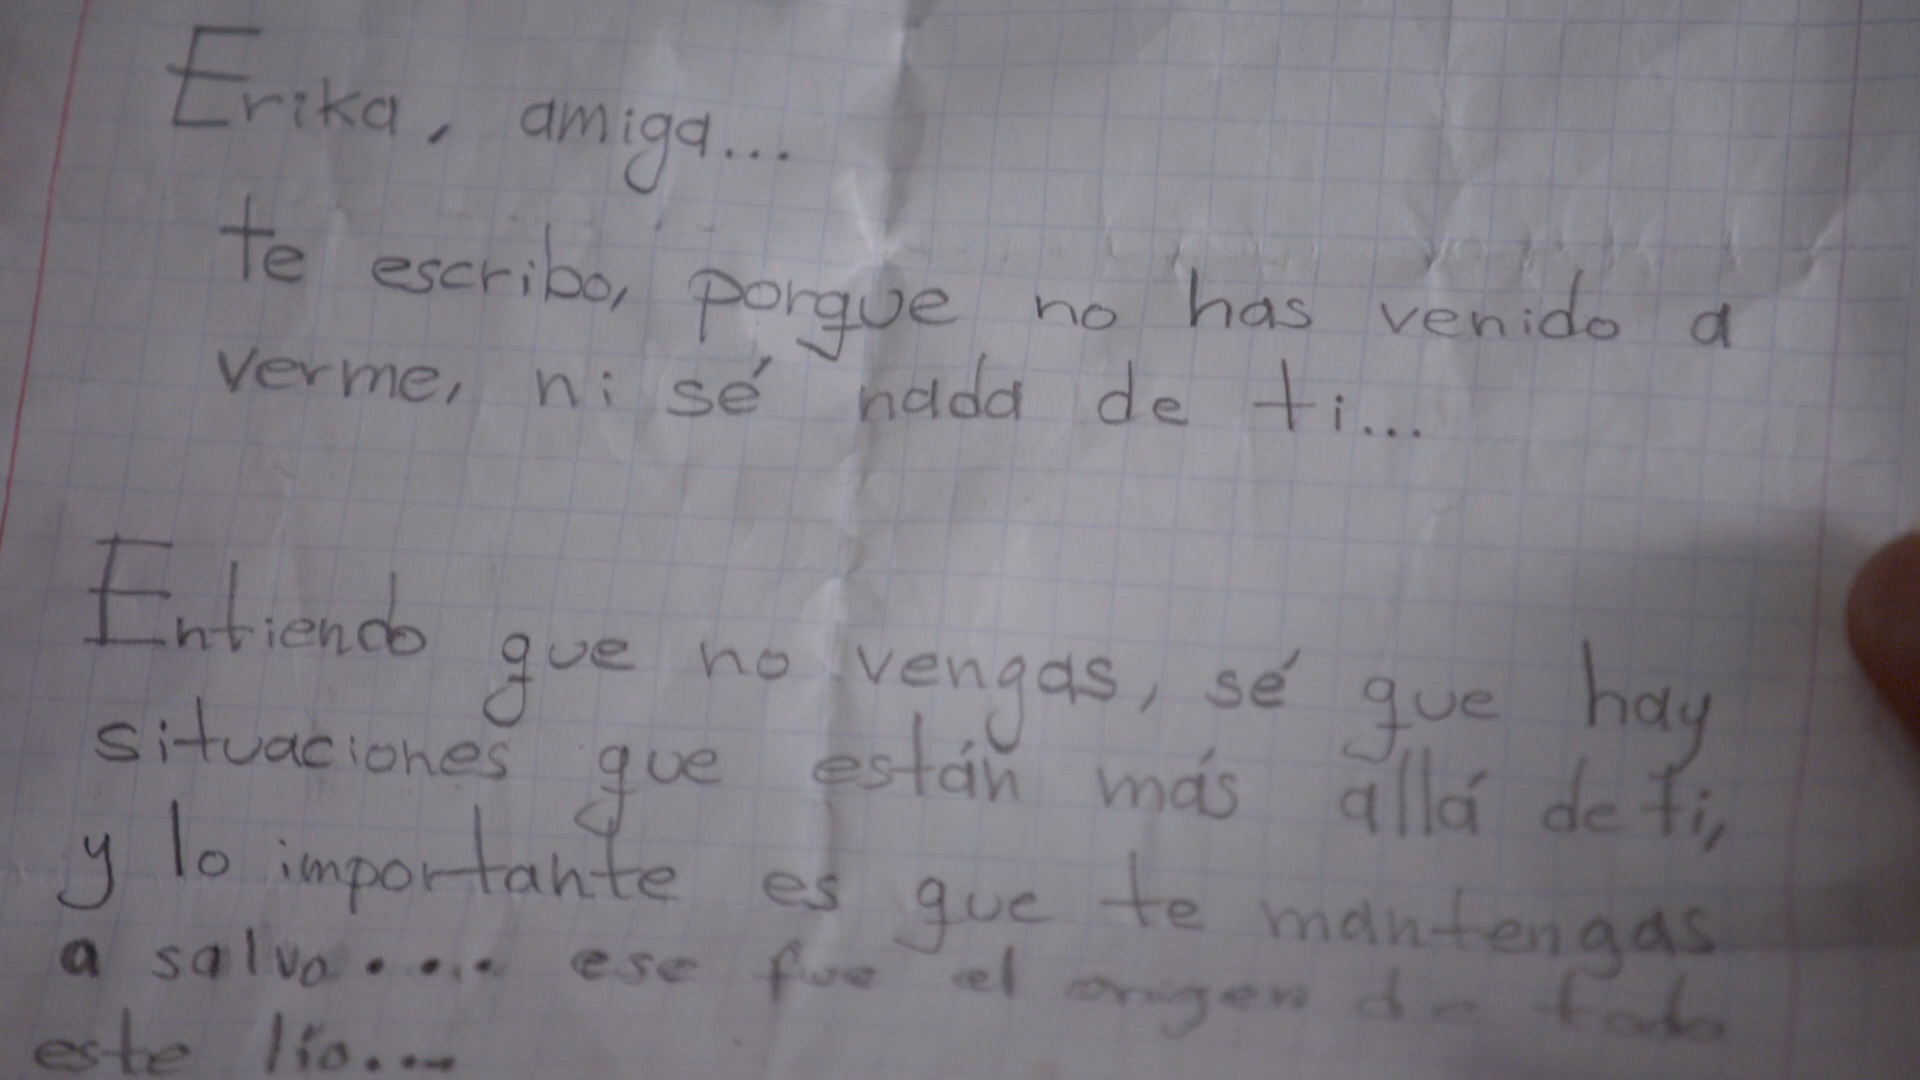 Erika, amiga...
te escribo, porque no has venido a
verme, ni sé nada de ti...
Entiendo que no vengas, sé que hay
situaciones que están más allá de ti,
y lo importante es que te mantengas
a salvo.... ese fue el origen de todo
este lío...